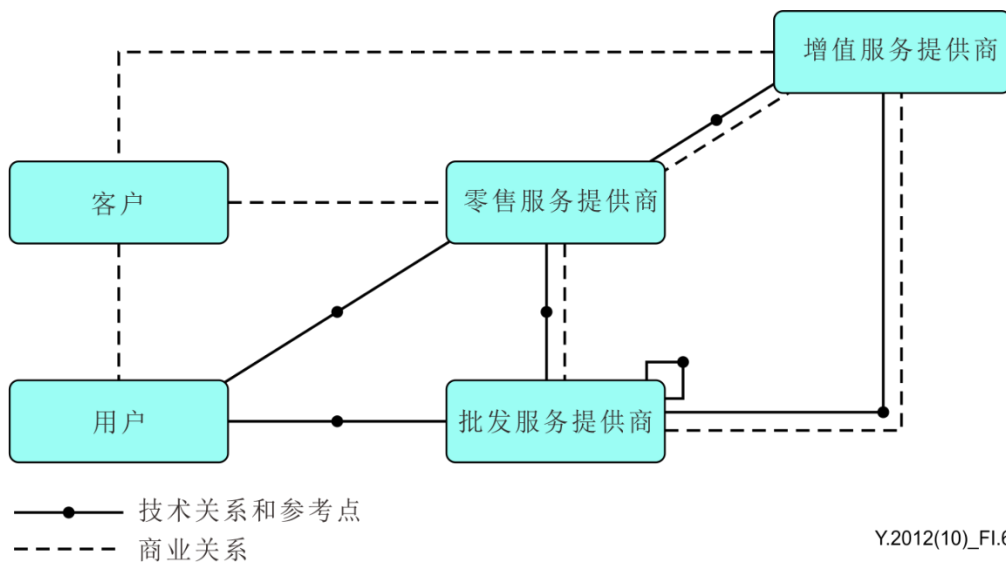 增值服务提供商
客户
零售服务提供商
用户
批发服务提供商
技术关系和参考点
商业关系
Y.2012(10)_FI.6